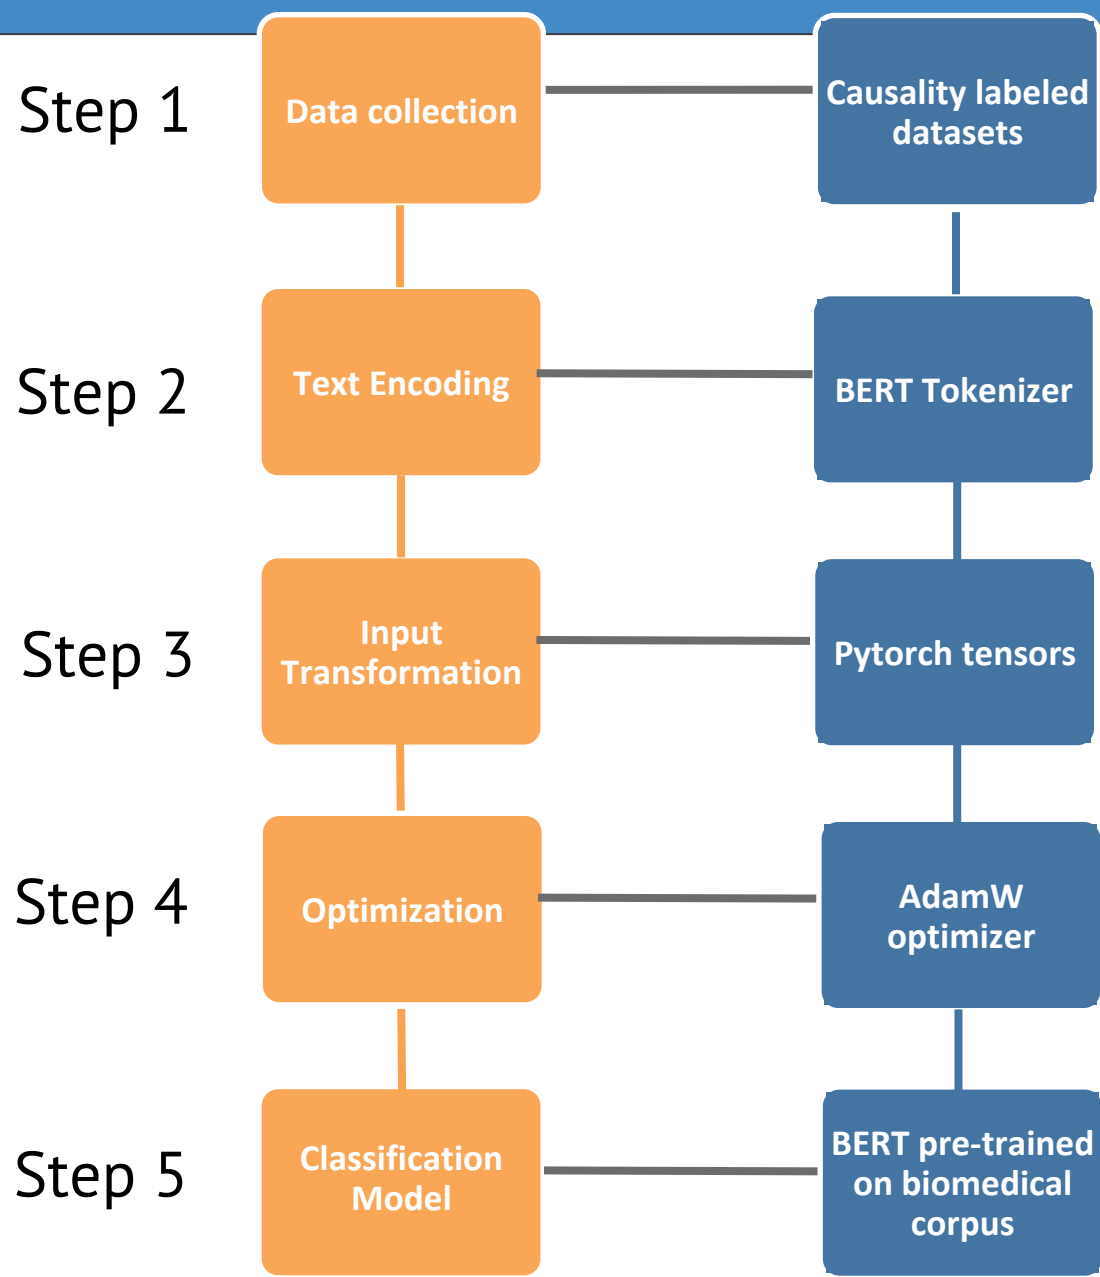 Step 1
Data collection
Causality labeled
datasets
Step 2
Text Encoding
BERT Tokenizer
Step 3
Input
Transformation
Pytorch tensors
Step 4
Optimization
AdamW
optimizer
Step 5
Classification
Model
BERT pre-trained
on biomedical
corpus